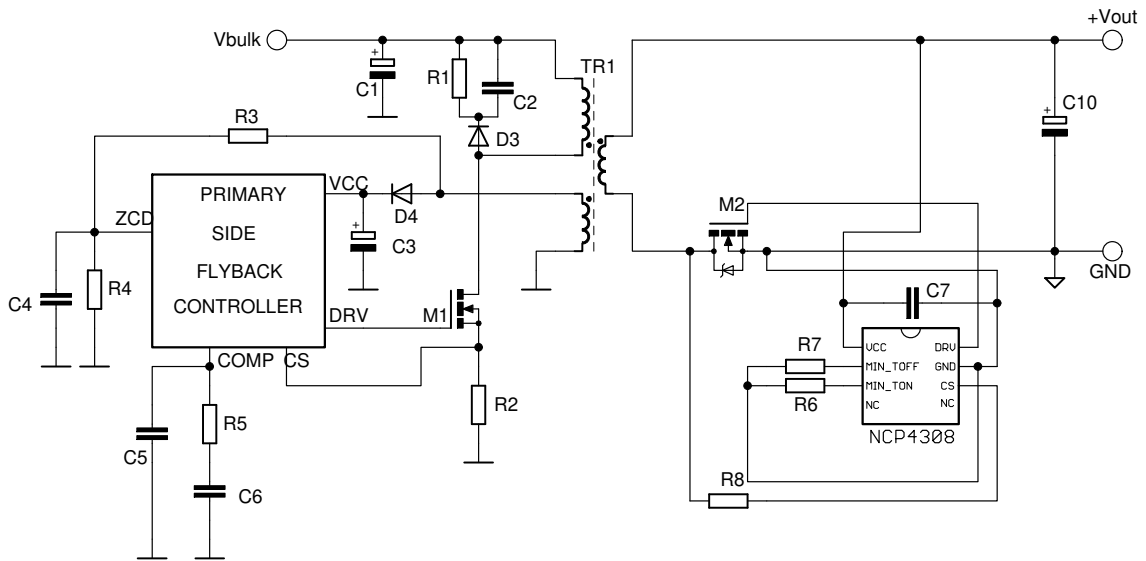 +Vout
Vbulk
TR1
R1
C1
C2
C10
R3
D3
VCC
PRIMARY
ZCD
SIDE
D4
M2
C3
FLYBACK
GND
R4
C4
CONTROLLER
C7
DRV
M1
R7
VCC
DRV
COMP
CS
MIN_TOFF
GND
MIN_TON
CS
R6
NC
NC
R2
R5
NCP4308
C5
R8
C6
+
+
+